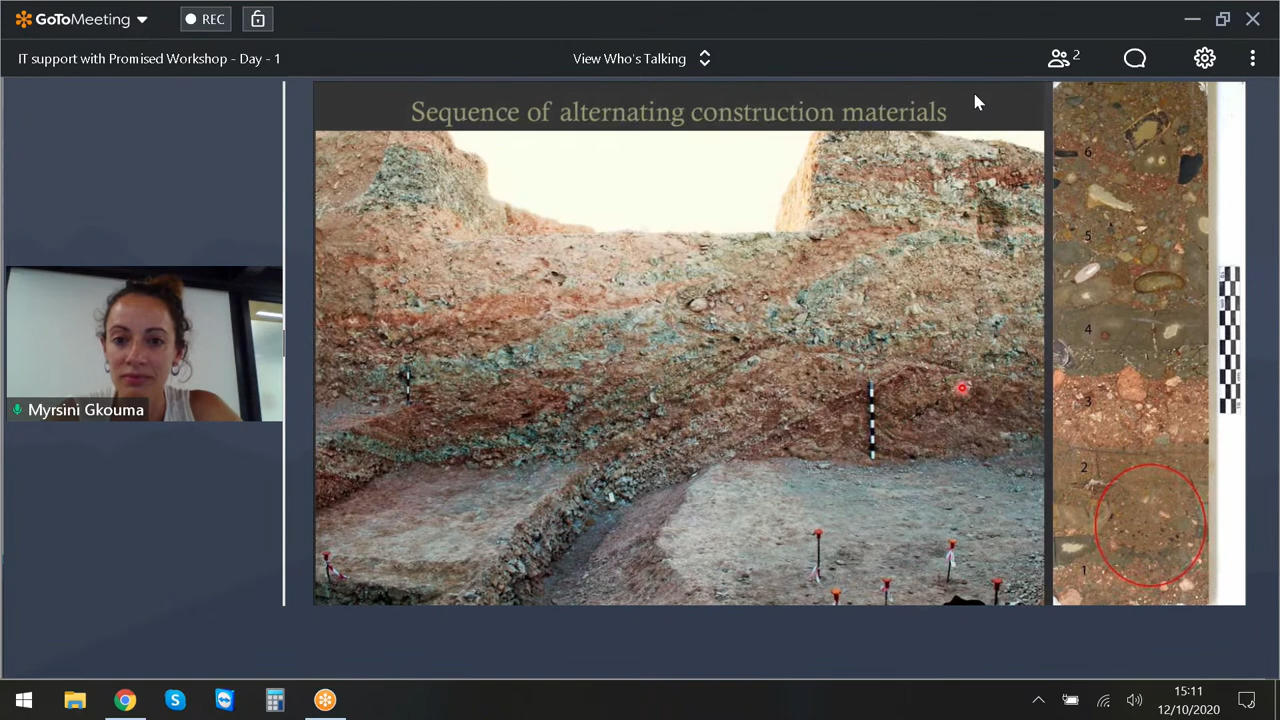 GoToMeeting
REC
IT support with Promised Workshop - Day - 1
View Who's Talking
2
Sequence of alternating construction materials
6
5
4
3
2
1
Myrsini Gkouma
15:11
12/10/2020